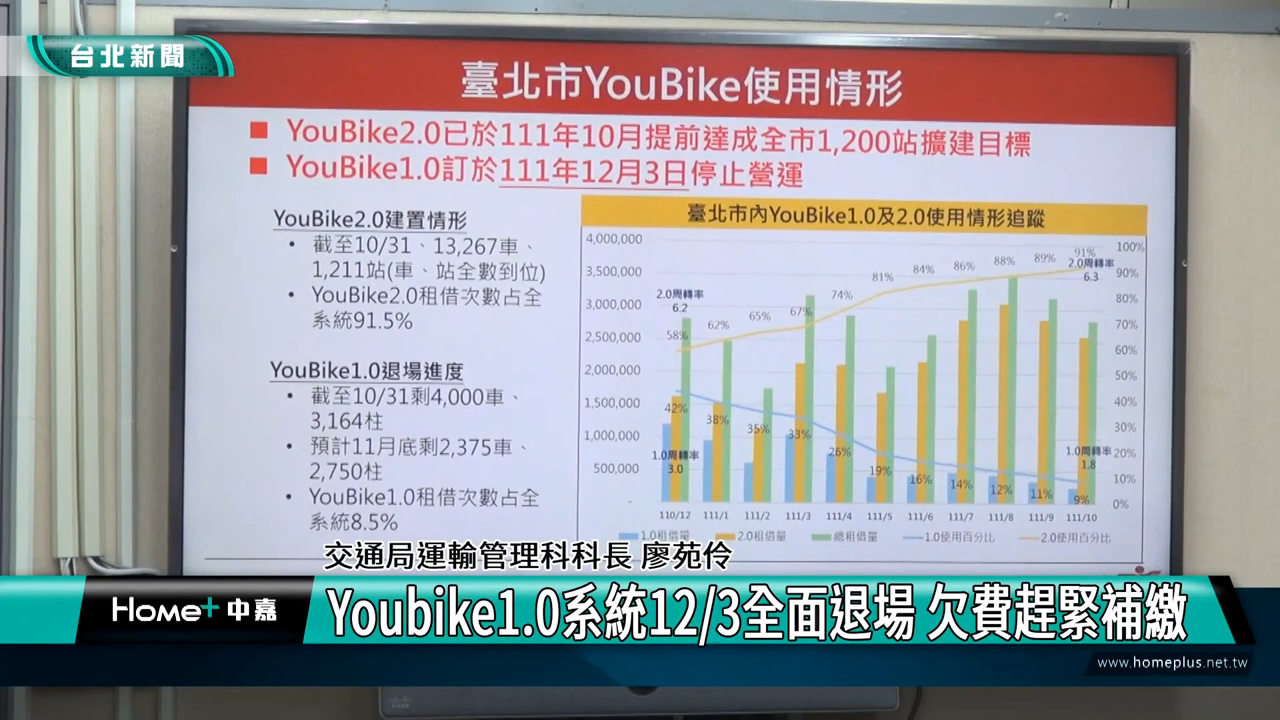 台北新聞
臺北市YouBike使用情形
■ YouBike2.0已於111年10月提前達成全市1,200站擴建目標
■ YouBike1.0訂於111年12月3日停止營運
YouBike2.0建置情形
• 截至10/31、13,267車、
1,211站(車、站全數到位)
• YouBike2.0租借次數占全
系統91.5%
YouBike1.0退場進度
• 截至10/31剩4,000車、
3,164柱
• 預計11月底剩2,375車、
2,750柱
• YouBike1.0租借次數占全
系統8.5%
臺北市內YouBike1.0及2.0使用情形追蹤
4,000,000
3,500,000
3,000,000
2,500,000
2,000,000
1,500,000
1,000,000
500,000
-
100%
90%
80%
70%
60%
50%
40%
30%
20%
10%
0%
2.0周轉率
6.2
58% 62% 65% 67% 74% 81% 84% 86% 88% 89% 91%
2.0周轉率
6.3
42% 38% 35% 33% 26% 19% 16% 14% 12% 11% 9%
1.0周轉率
3.0
1.0周轉率
1.8
110/12 111/1 111/2 111/3 111/4 111/5 111/6 111/7 111/8 111/9 111/10
1.0租借量 2.0租借量 總租借量 1.0使用百分比 2.0使用百分比
交通局運輸管理科科長 廖苑伶
Home+中嘉
Youbike1.0系統12/3全面退場 欠費趕緊補繳
www.homeplus.net.tw